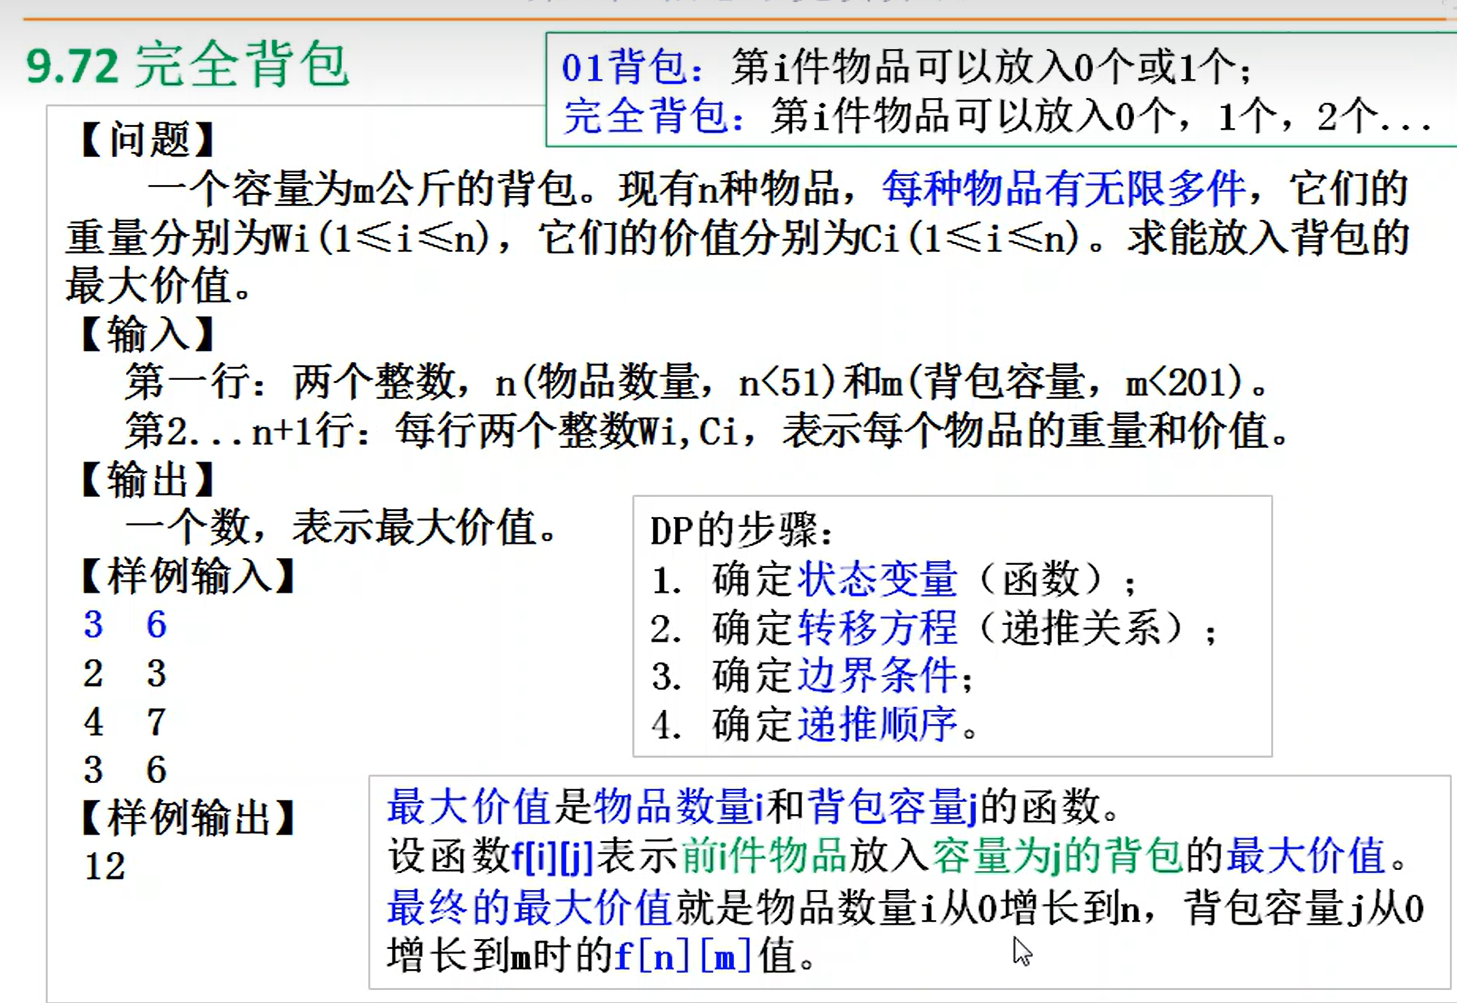 9.72 完全背包
01背包：第i件物品可以放入0个或1个；
完全背包：第i件物品可以放入0个，1个，2个...
【问题】
一个容量为m公斤的背包。现有n种物品，每种物品有无限多件，它们的
重量分别为Wi(1≤i≤n)，它们的价值分别为Ci(1≤i≤n)。求能放入背包的
最大价值。
【输入】
第一行：两个整数，n(物品数量，n<51)和m(背包容量，m<201)。
第2...n+1行：每行两个整数Wi,Ci，表示每个物品的重量和价值。
【输出】
一个数，表示最大价值。
【样例输入】
3 6
2 3
4 7
3 6
【样例输出】
12
DP的步骤：
1. 确定状态变量（函数）；
2. 确定转移方程（递推关系）；
3. 确定边界条件；
4. 确定递推顺序。
最大价值是物品数量i和背包容量j的函数。
设函数f[i][j]表示前i件物品放入容量为j的背包的最大价值。
最终的最大价值就是物品数量i从0增长到n，背包容量j从0
增长到m时的f[n][m]值。